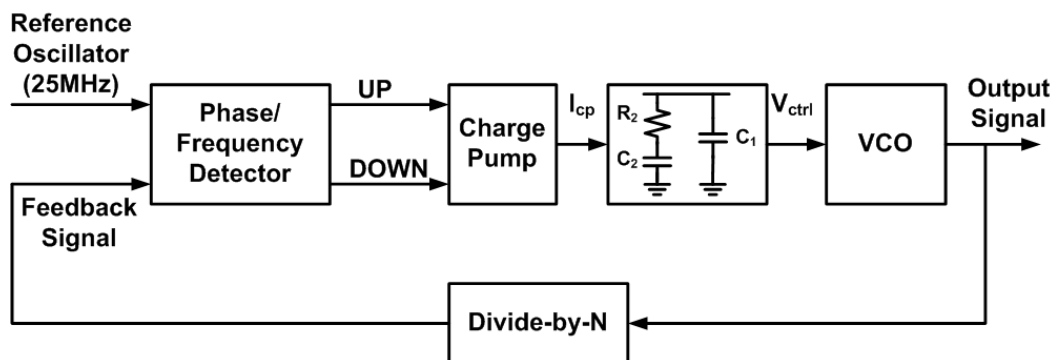 Reference
Oscillator
(25MHz)
Phase/
Frequency
Detector
UP
DOWN
Charge
Pump
Icp
R2
C2
C1
Vctrl
VCO
Output
Signal
Feedback
Signal
Divide-by-N